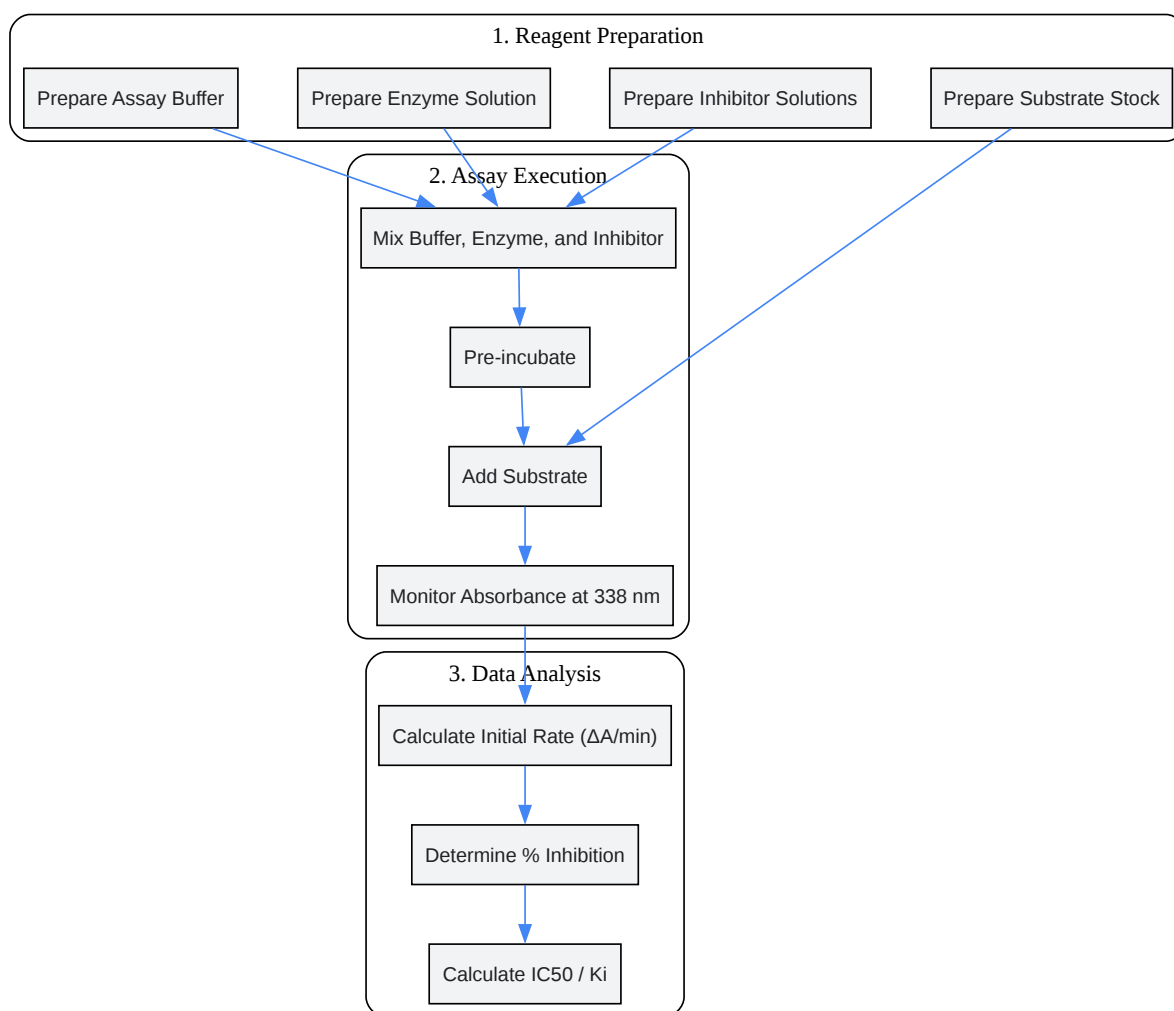 1. Reagent Preparation
Prepare Assay Buffer
Prepare Enzyme Solution
Prepare Inhibitor Solutions
Prepare Substrate Stock
2. Assay Execution
Mix Buffer, Enzyme, and Inhibitor
Pre-incubate
Add Substrate
Monitor Absorbance at 338 nm
3. Data Analysis
Calculate Initial Rate (ΔA/min)
Determine % Inhibition
Calculate IC50 / Ki